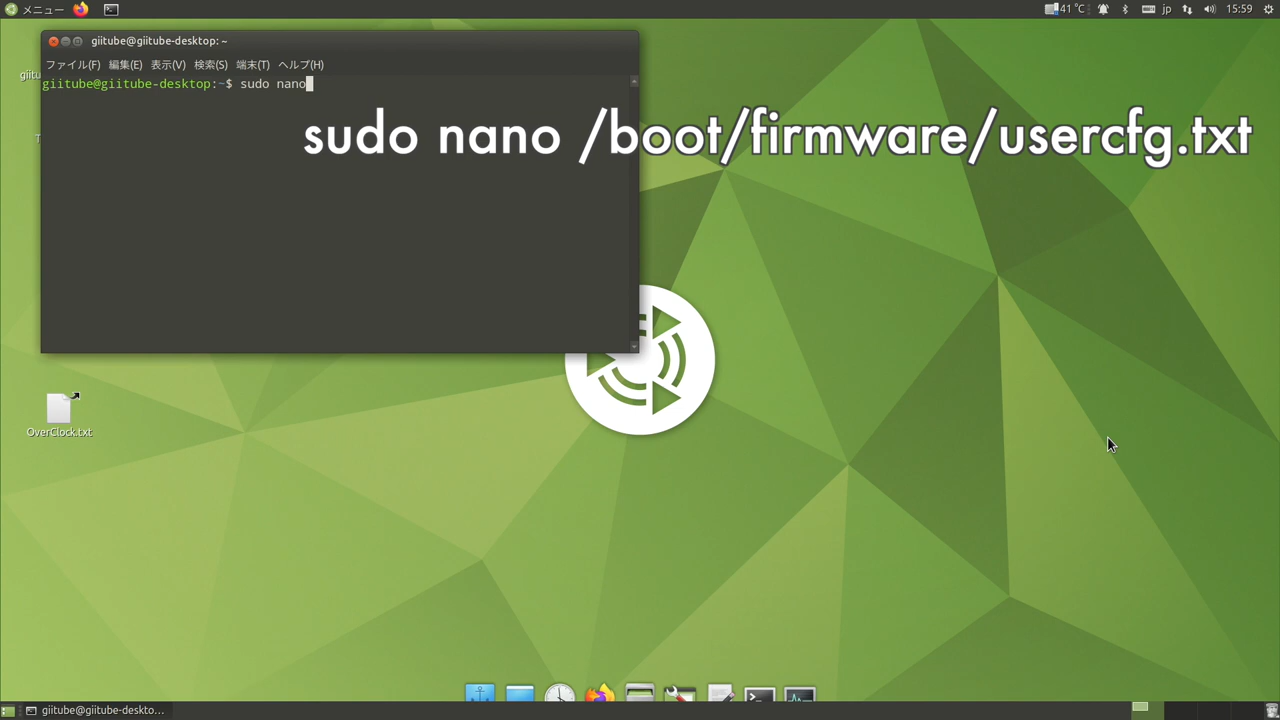 メニュー
41 °C
jp
15:59
giitube@giitube-desktop: ~
ファイル(F) 編集(E) 表示(V) 検索(S) 端末(T) ヘルプ(H)
giitube@giitube-desktop:~$ sudo nano
sudo nano /boot/firmware/usercfg.txt
OverClock.txt
giitube@giitube-deskto...